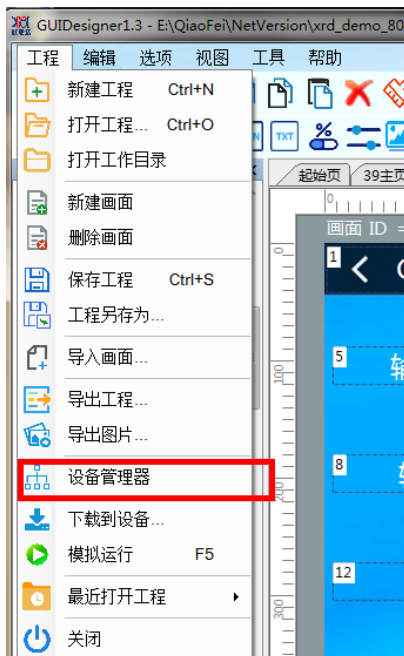 GUIDesigner1.3 - E:\QiaoFei\NetVersion\xrd_demo_80
工程 编辑 选项 视图 工具 帮助
新建工程 Ctrl+N
打开工程... Ctrl+O
TXT
打开工作目录
起始页 39主页
新建画面
0
画面 ID =
删除画面
0
1
保存工程 Ctrl+S
工程另存为...
导入画面...
5
100
导出工程...
导出图片...
8
设备管理器
200
下载到设备...
模拟运行 F5
12
最近打开工程
300
关闭